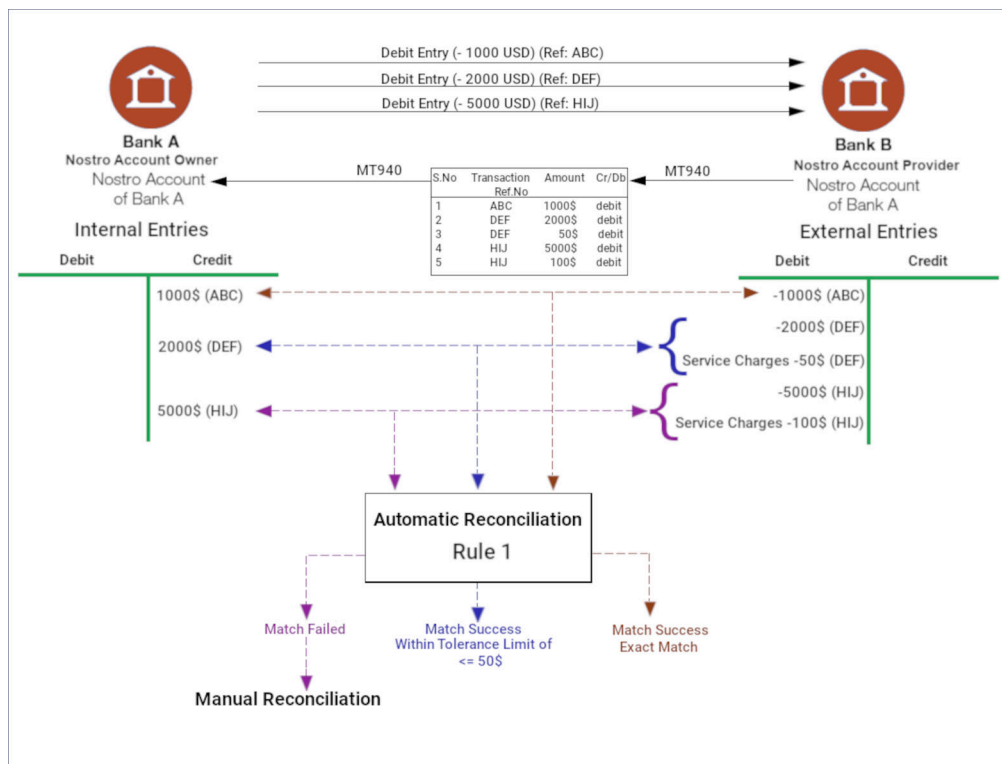 Debit Entry (- 1000 USD) (Ref: ABC)
Debit Entry (- 2000 USD) (Ref: DEF)
Debit Entry (- 5000 USD) (Ref: HIJ)
Bank A
Nostro Account Owner
Nostro Account
of Bank A
Bank B
Nostro Account Provider
Nostro Account
of Bank A
MT940
MT940
S.No Transaction Ref.No Amount Cr/Db
1 ABC 1000$ debit
2 DEF 2000$ debit
3 DEF 50$ debit
4 HIJ 5000$ debit
5 HIJ 100$ debit
Internal Entries
Debit Credit
1000$ (ABC)
2000$ (DEF)
5000$ (HIJ)
External Entries
Debit Credit
-1000$ (ABC)
-2000$ (DEF)
Service Charges -50$ (DEF)
-5000$ (HIJ)
Service Charges -100$ (HIJ)
Automatic Reconciliation
Rule 1
Match Failed
Match Success
Within Tolerance Limit of
<= 50$
Match Success
Exact Match
Manual Reconciliation